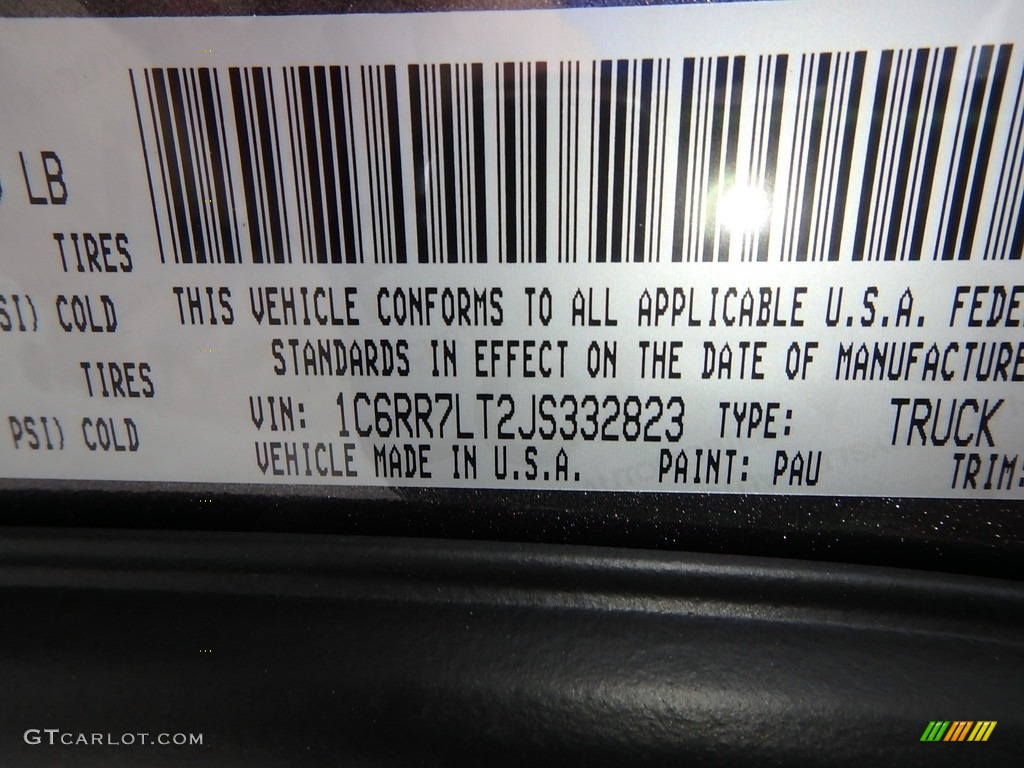 LB
TIRES
SI) COLD
TIRES
PSI) COLD
THIS VEHICLE CONFORMS TO ALL APPLICABLE U.S.A. FEDE
STANDARDS IN EFFECT ON THE DATE OF MANUFACTURE
VIN: 1C6RR7LT2JS332823 TYPE: TRUCK
VEHICLE MADE IN U.S.A. PAINT: PAU TRIM:
GTCARLOT.COM